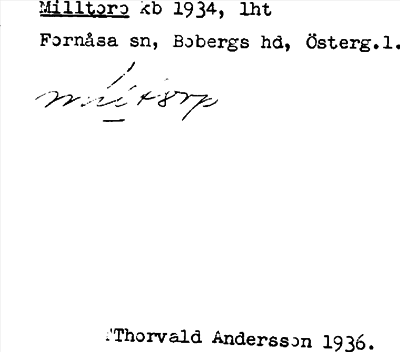 Milltorp kb 1934, lht
Fornåsa sn, Bobergs hd, Österg.l.
Thorvald Andersson 1936.